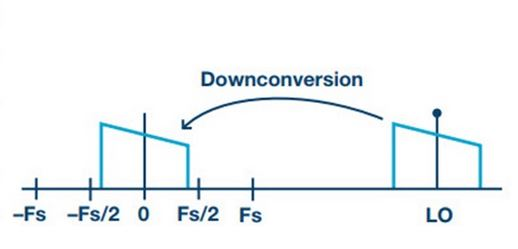 Downconversion
–Fs –Fs/2 0 Fs/2 Fs LO